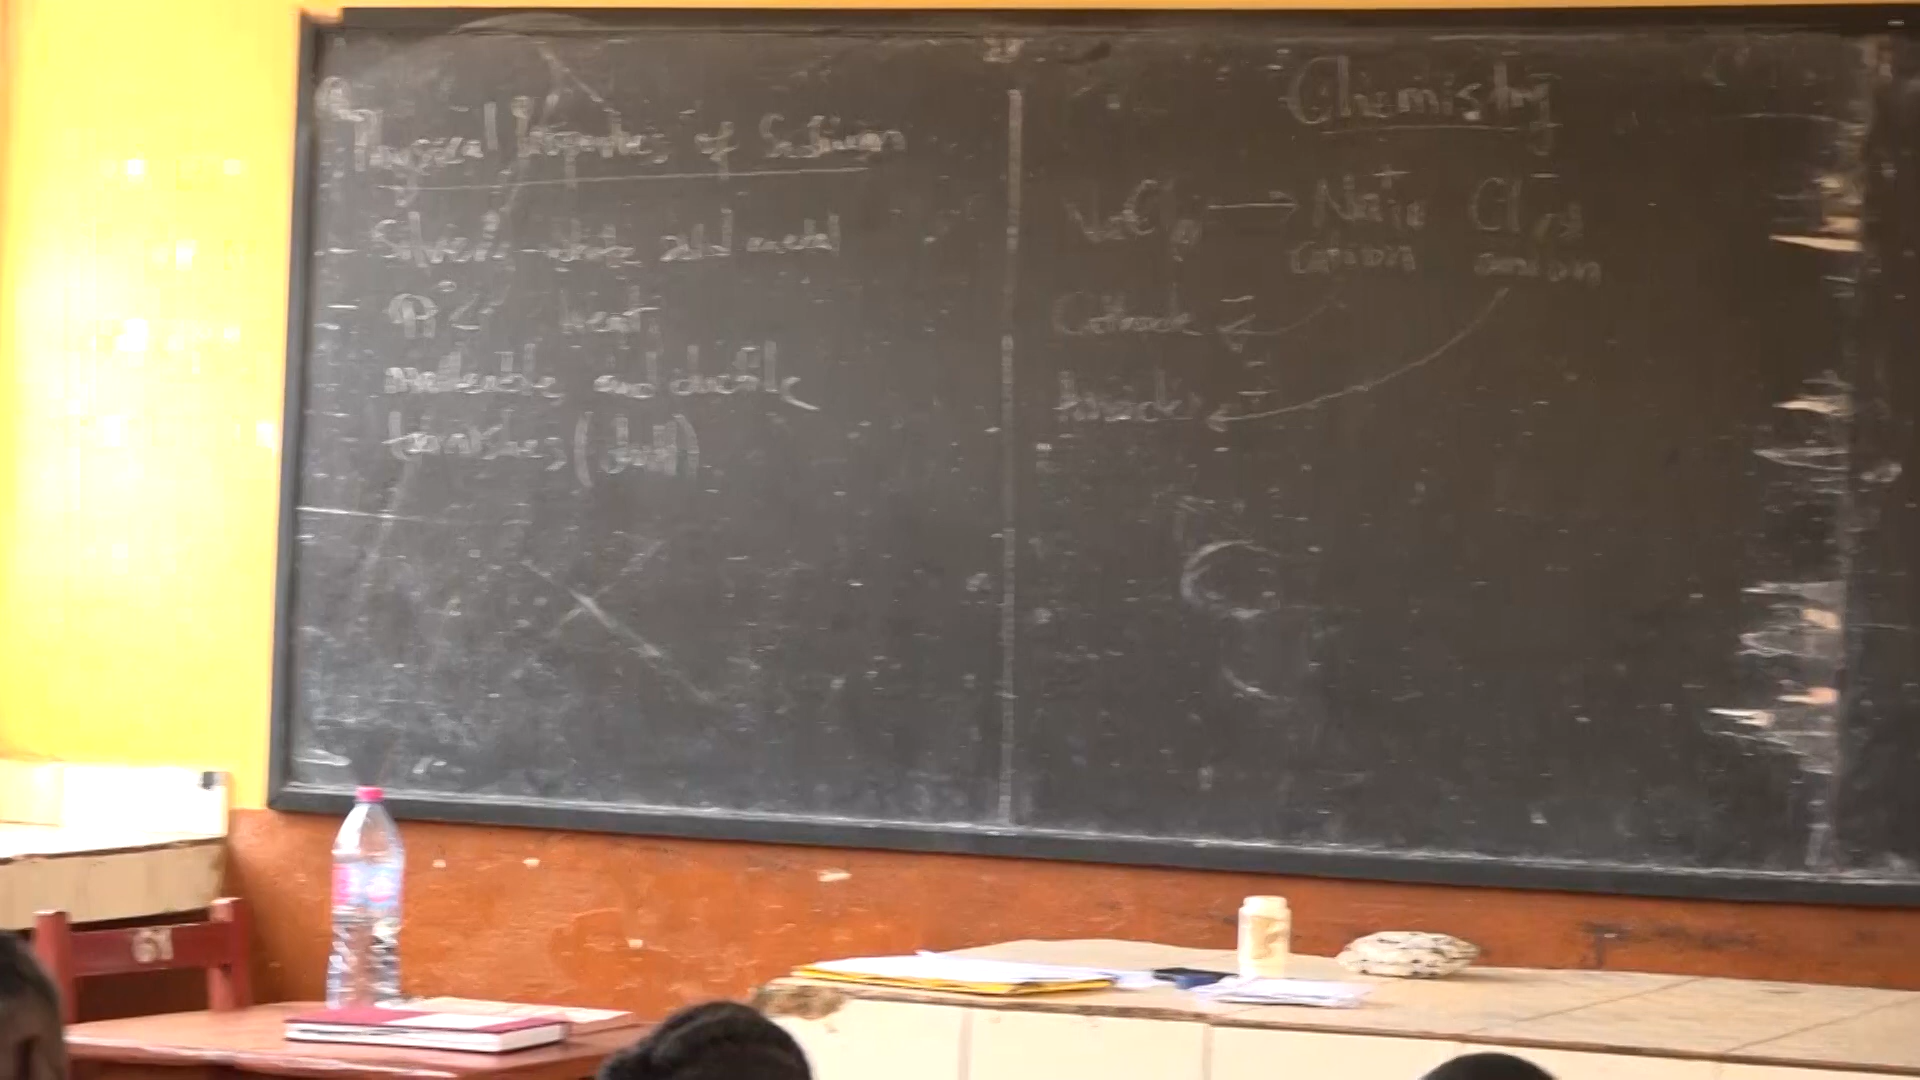 Physical Properties of Sodium
- Silver - white solid metal
- heat
malleable and ductile
tarnishes (dull)
Chemistry
NaCl → Na+ Cl-
cation anion
Cathode
Anode